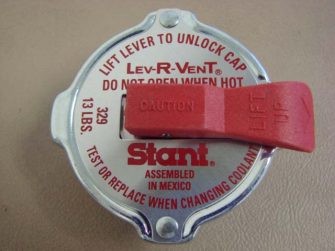 LIFT LEVER TO UNLOCK CAP
LEV-R-VENT®
DO NOT OPEN WHEN HOT
CAUTION
LIFT
UP
329
13 LBS.
Stant®
ASSEMBLED
IN MEXICO
TEST OR REPLACE WHEN CHANGING COOLANT